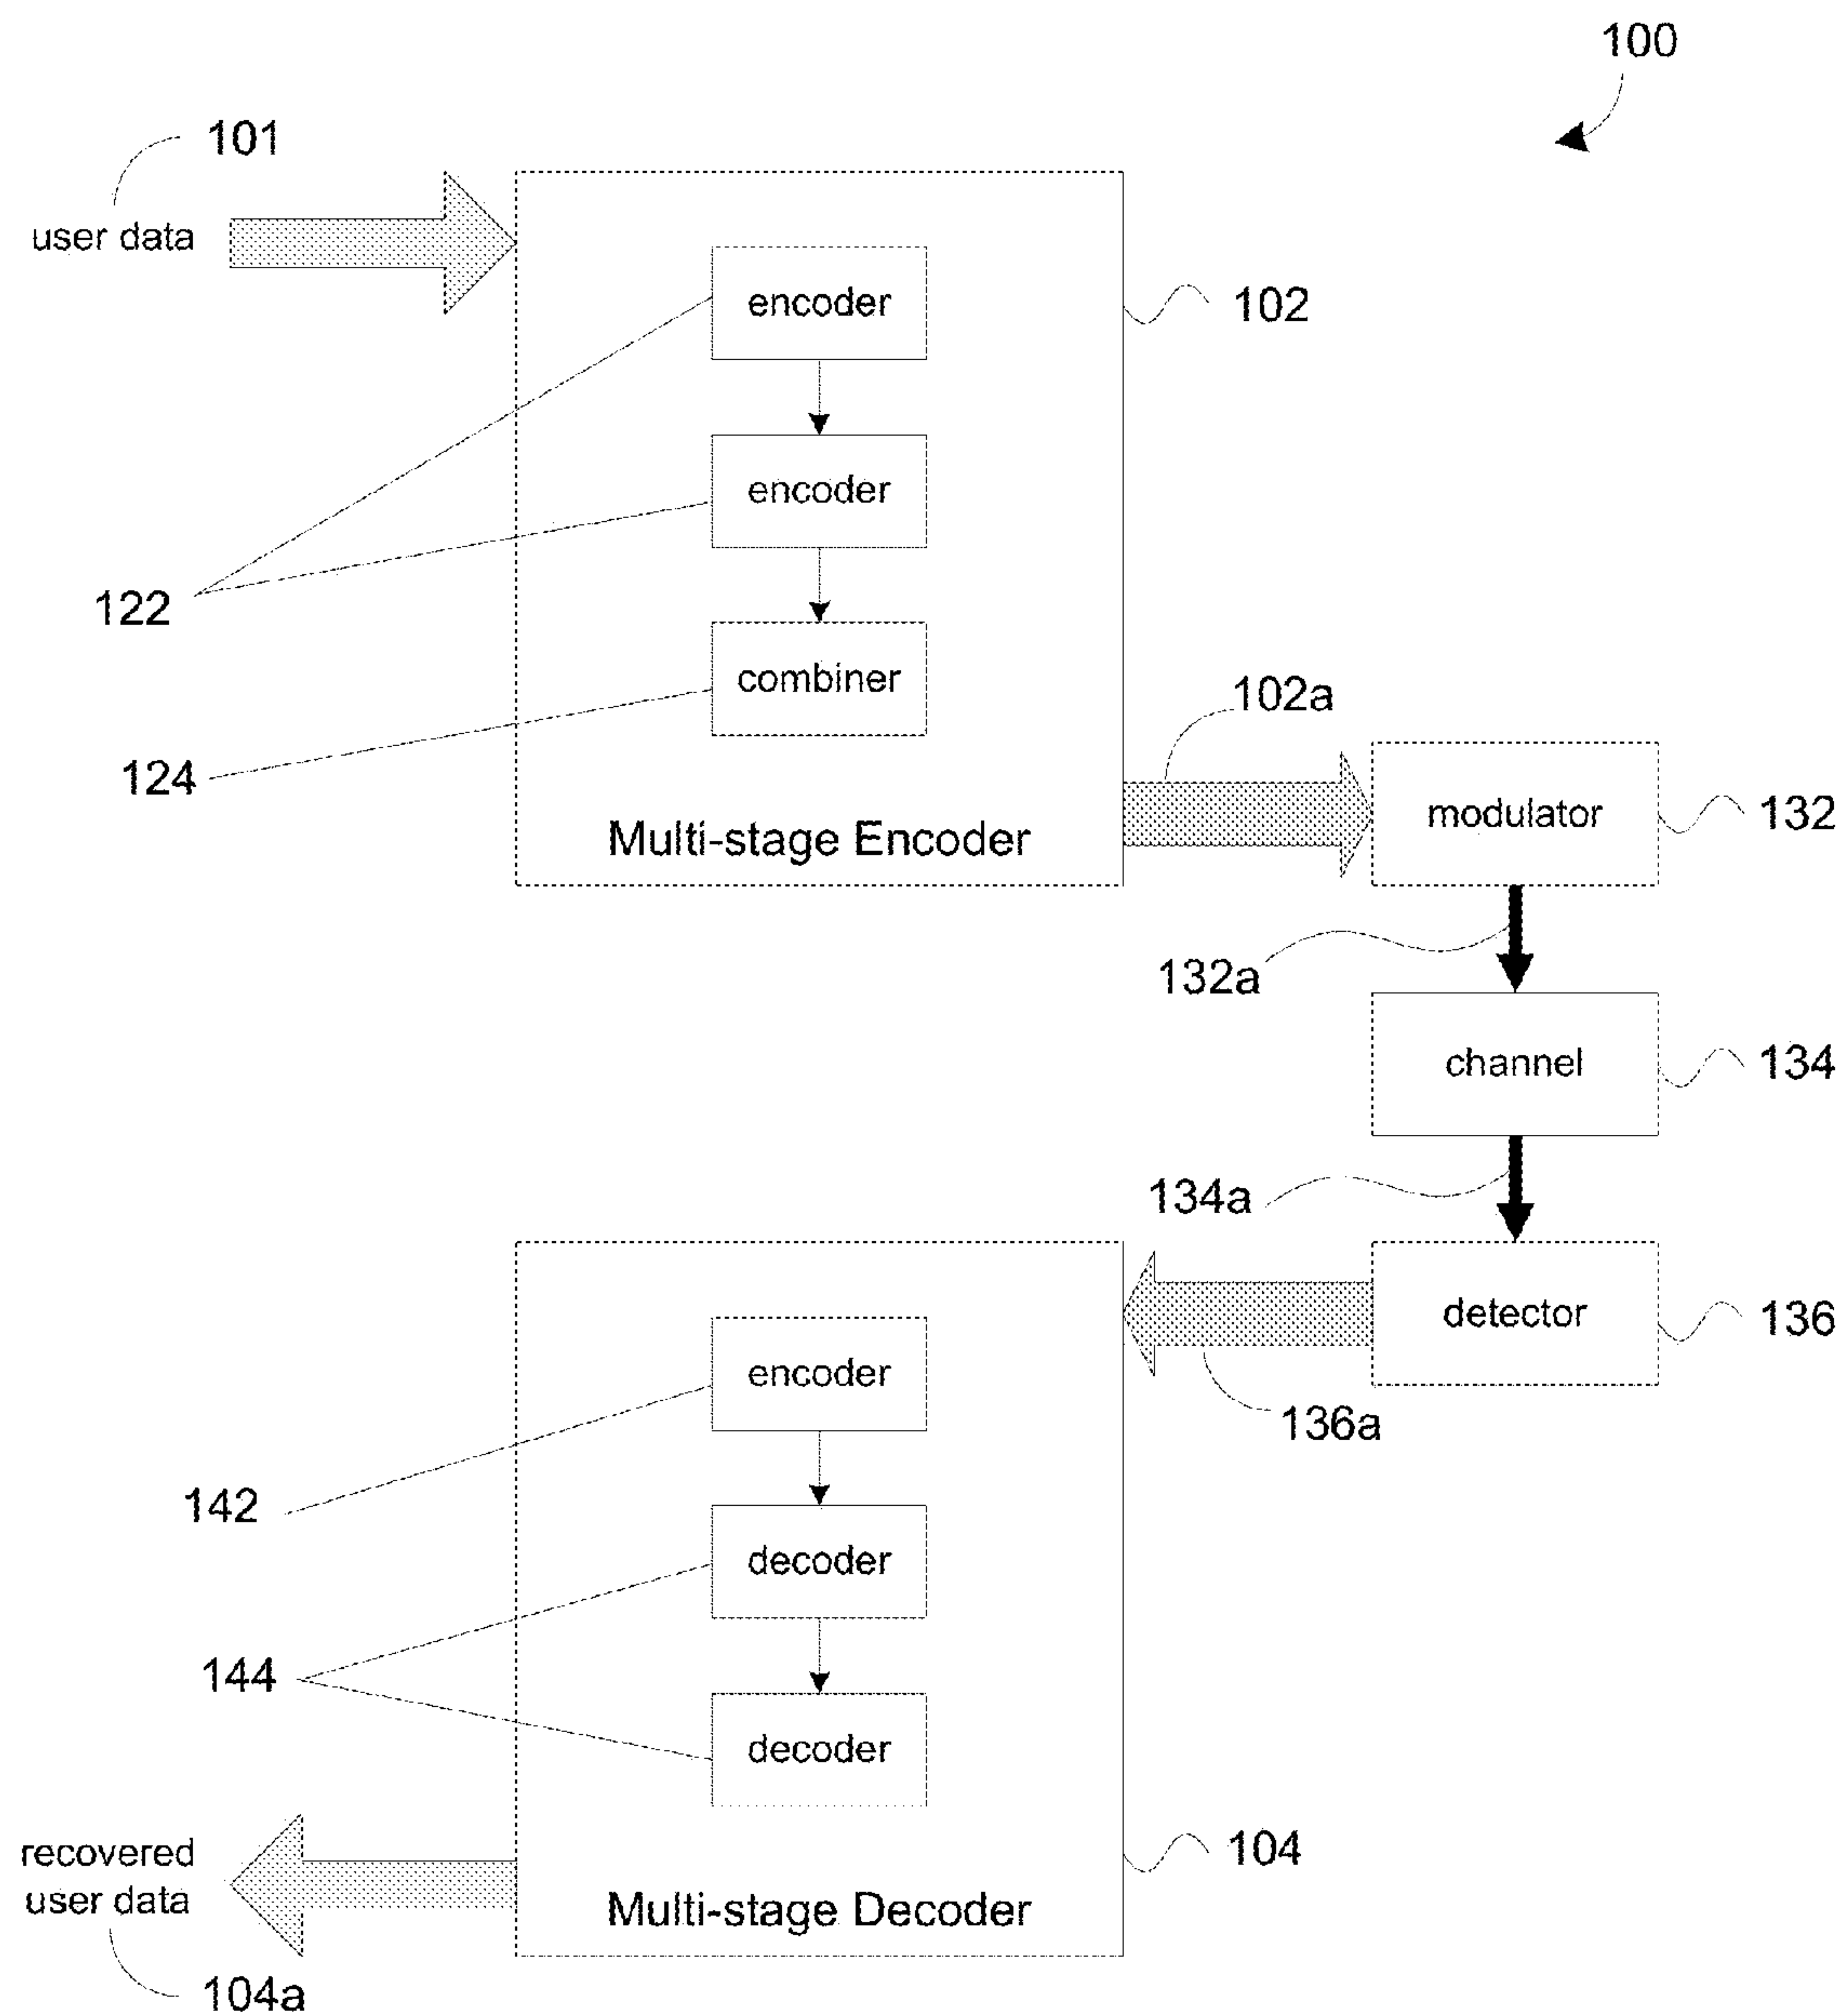 100
101
user data
encoder
102
encoder
122
combiner
102a
124
modulator
132
Multi-stage Encoder
132a
channel
134
134a
detector
136
encoder
136a
142
decoder
144
decoder
recovered
user data
104
Multi-stage Decoder
104a